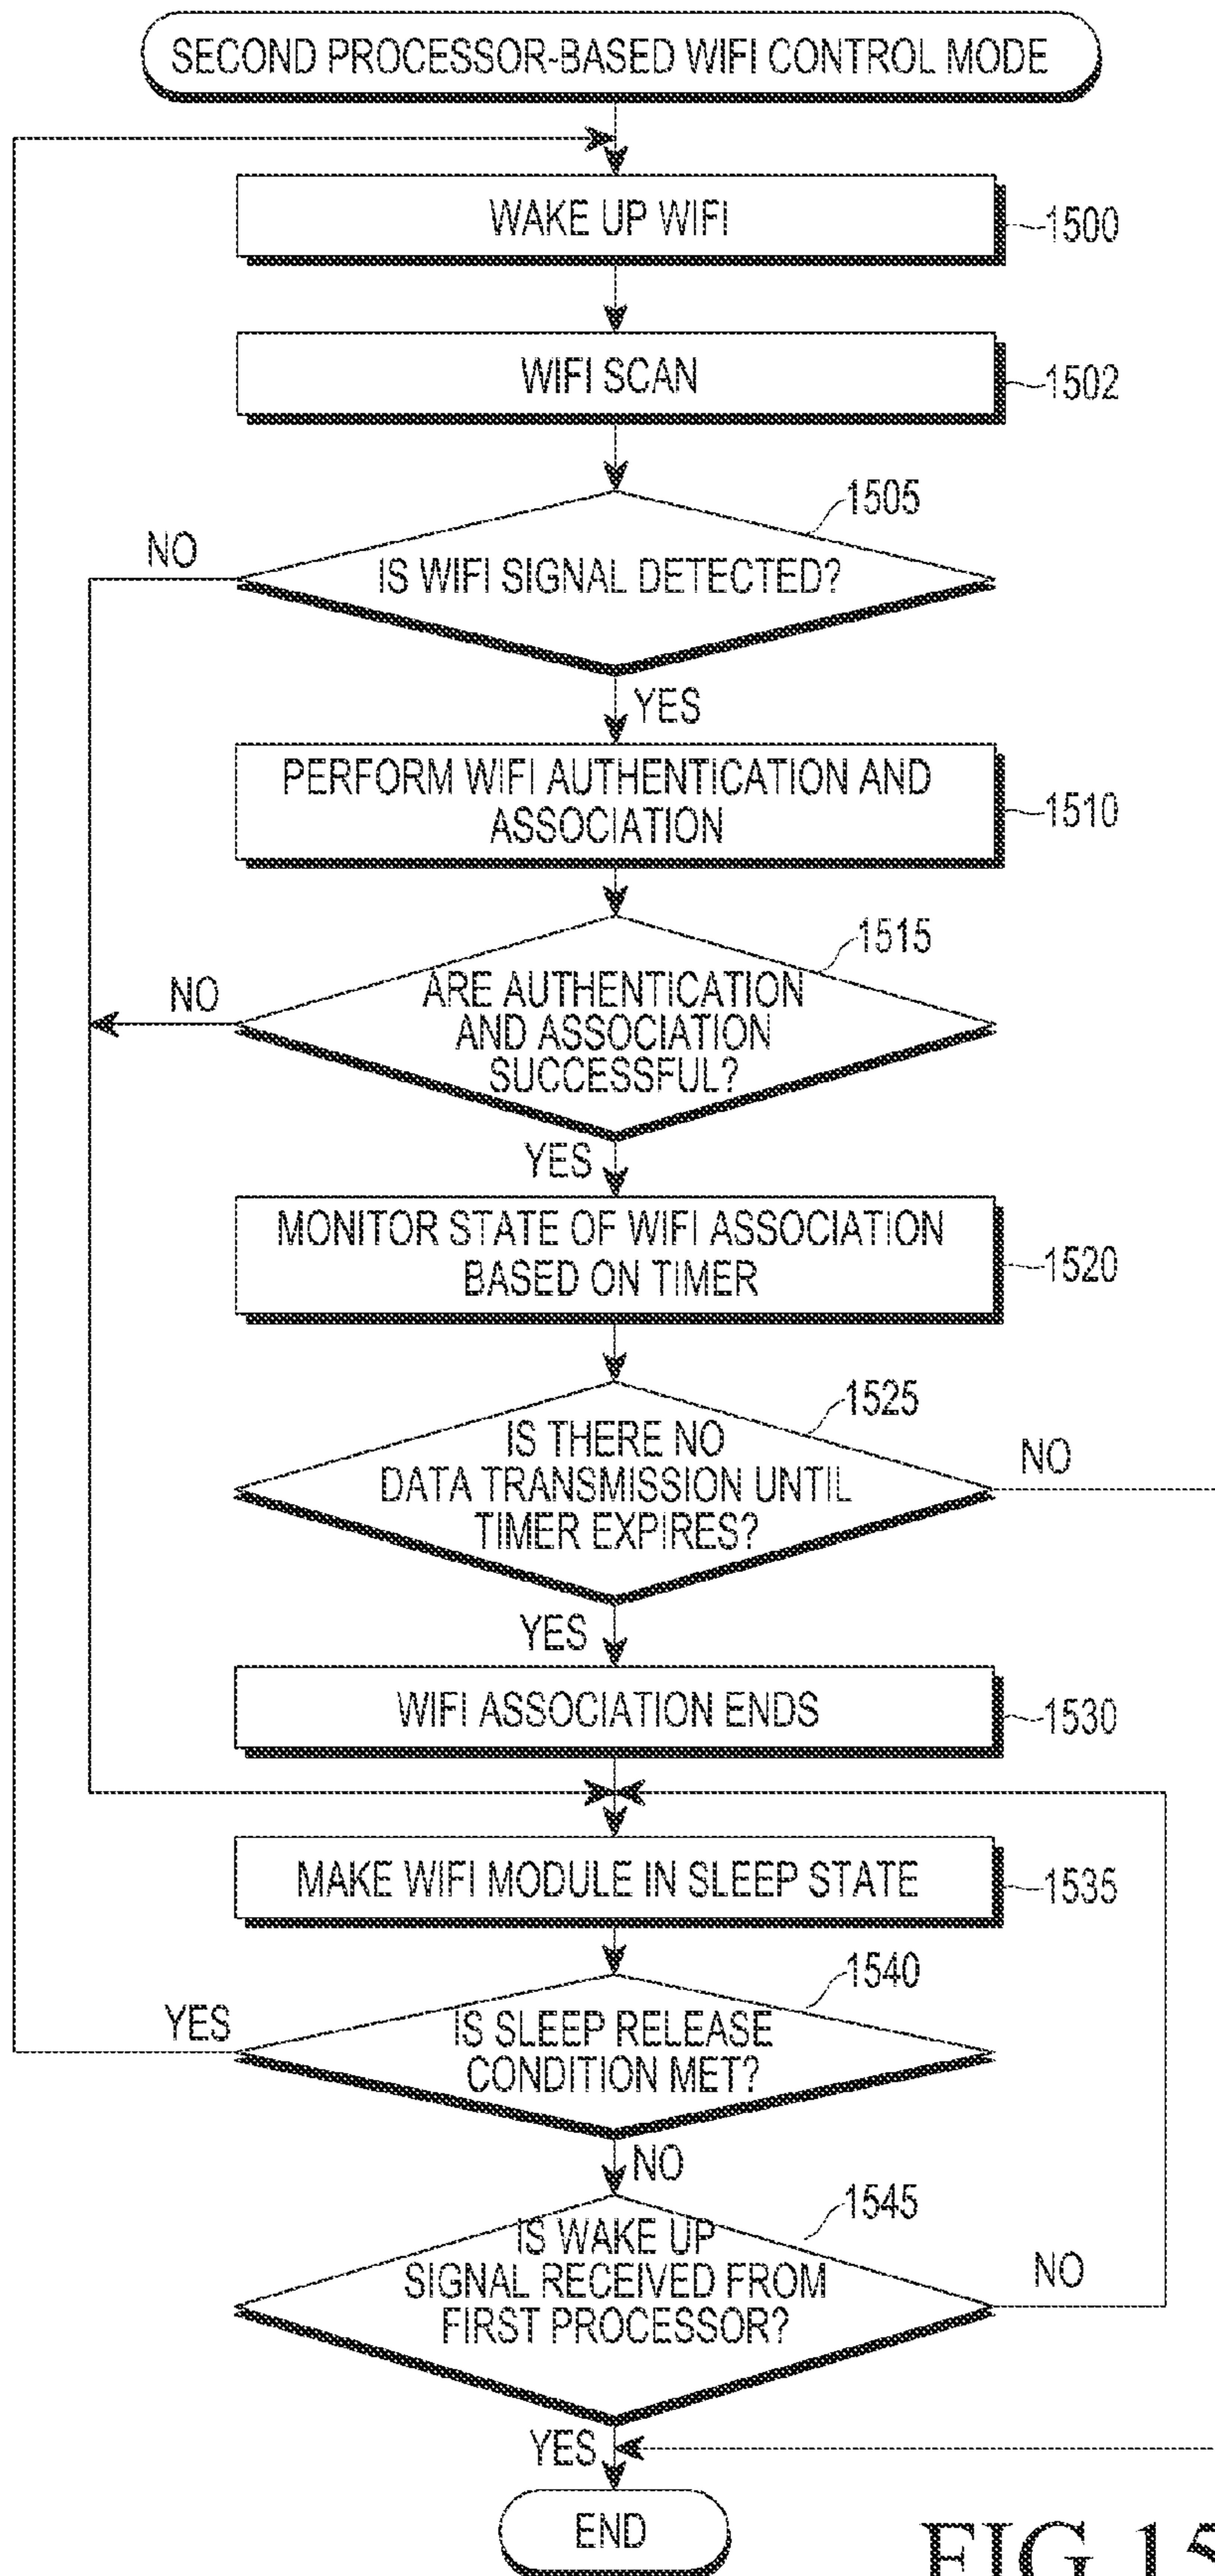 SECOND PROCESSOR-BASED WIFI CONTROL MODE
WAKE UP WIFI
1500
WIFI SCAN
1502
1505
NO
IS WIFI SIGNAL DETECTED?
YES
PERFORM WIFI AUTHENTICATION AND
ASSOCIATION
1510
1515
NO
ARE AUTHENTICATION
AND ASSOCIATION
SUCCESSFUL?
YES
MONITOR STATE OF WIFI ASSOCIATION
BASED ON TIMER
1520
1525
IS THERE NO
DATA TRANSMISSION UNTIL
TIMER EXPIRES?
NO
YES
WIFI ASSOCIATION ENDS
1530
MAKE WIFI MODULE IN SLEEP STATE
1535
1540
YES
IS SLEEP RELEASE
CONDITION MET?
NO
1545
IS WAKE UP
SIGNAL RECEIVED FROM
FIRST PROCESSOR?
NO
YES
END
FIG.15